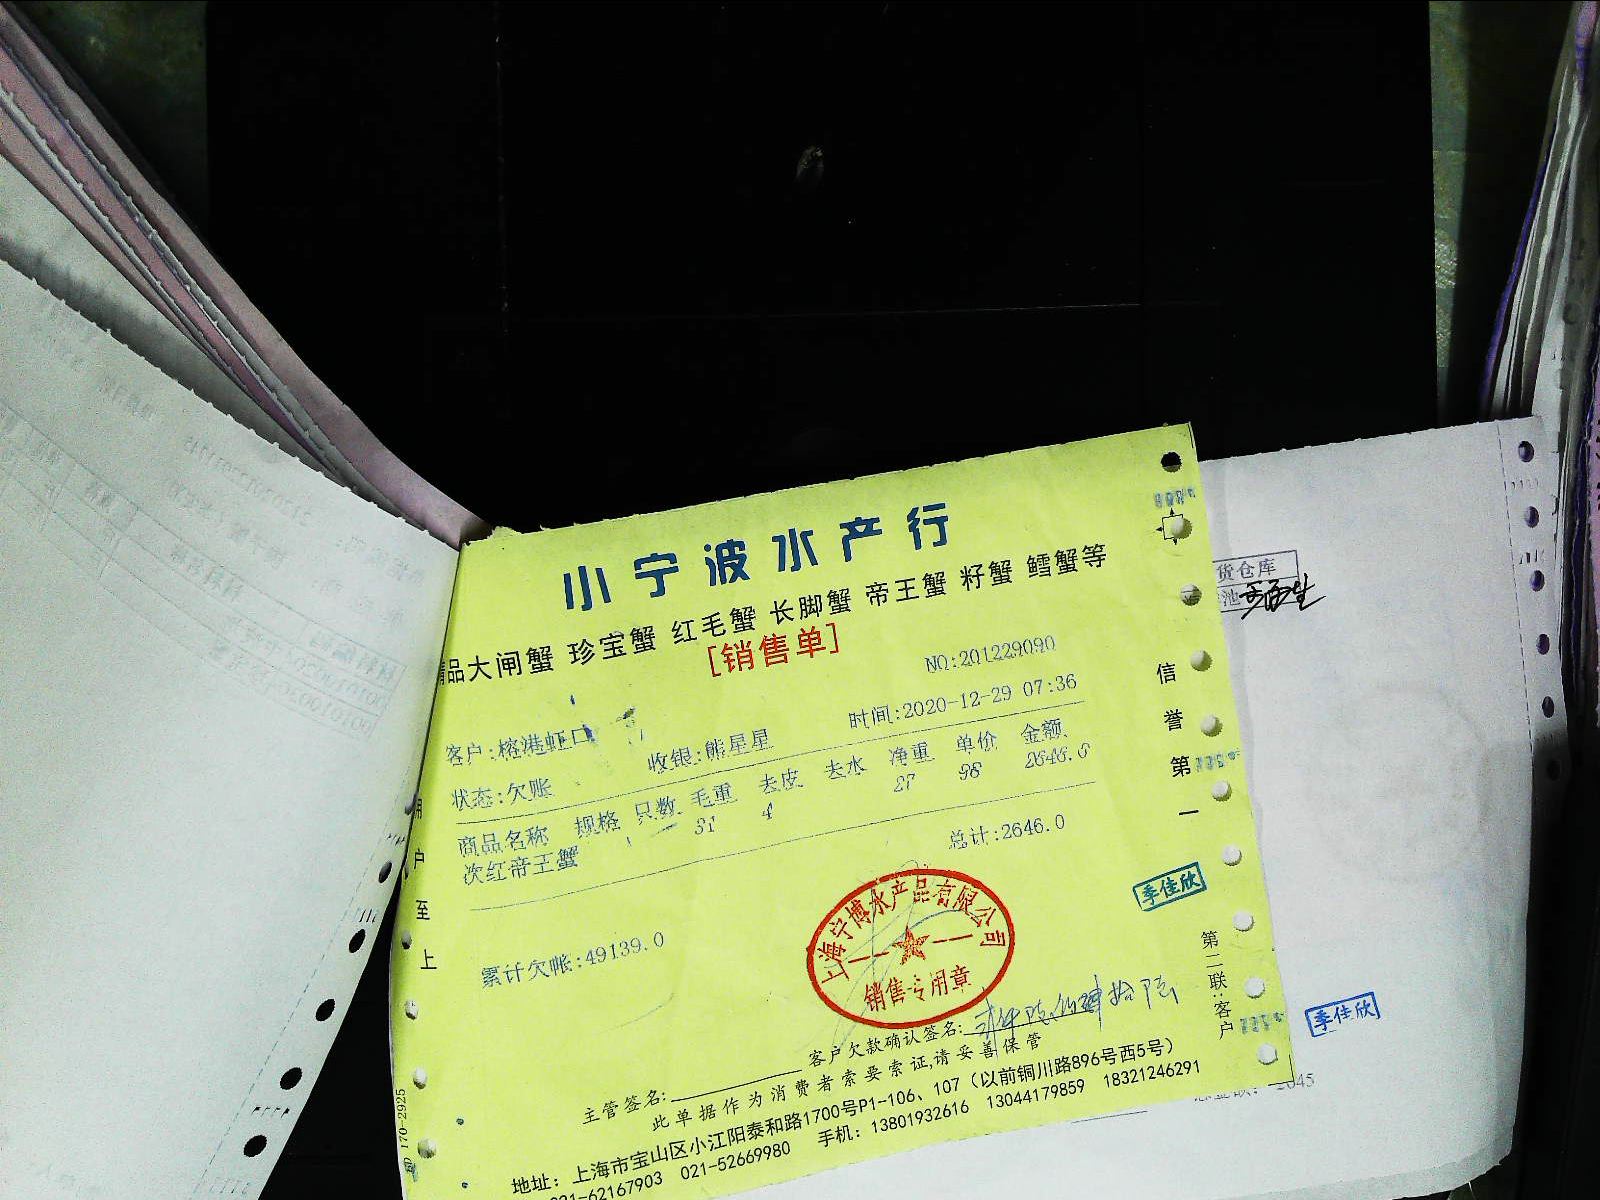 小宁波水产行
品大闸蟹 珍宝蟹 红毛蟹 长脚蟹 帝王蟹 籽蟹 鳕蟹等
[销售单]
NO:201229090
客户:榕港虾口
收银:熊星星
时间:2020-12-29 07:36
状态:欠账
商品名称 规格 只数 毛重 去皮 去水 净重 单价 金额
次红帝王蟹 31 4 27 98 2646.0
总计:2646.0
累计欠帐:49139.0
上海宁博水产品有限公司
销售专用章
季佳欣
客户欠款确认签名:
主管签名:
此单据作为消费者索要索证,请妥善保管
地址: 上海市宝山区小江阳泰和路1700号P1-106、107(以前铜川路896号西5号)
021-62167903 021-52669980 手机: 13801932616 13044179859 18321246291
信誉第一
用户至上
第二联:客户
170-2925
货仓库
池
季佳欣
2645